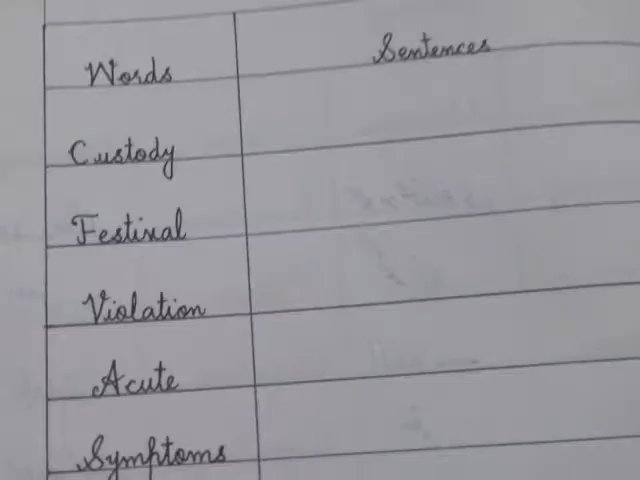 Words Sentences
Custody
Festival
Violation
Acute
Symptoms